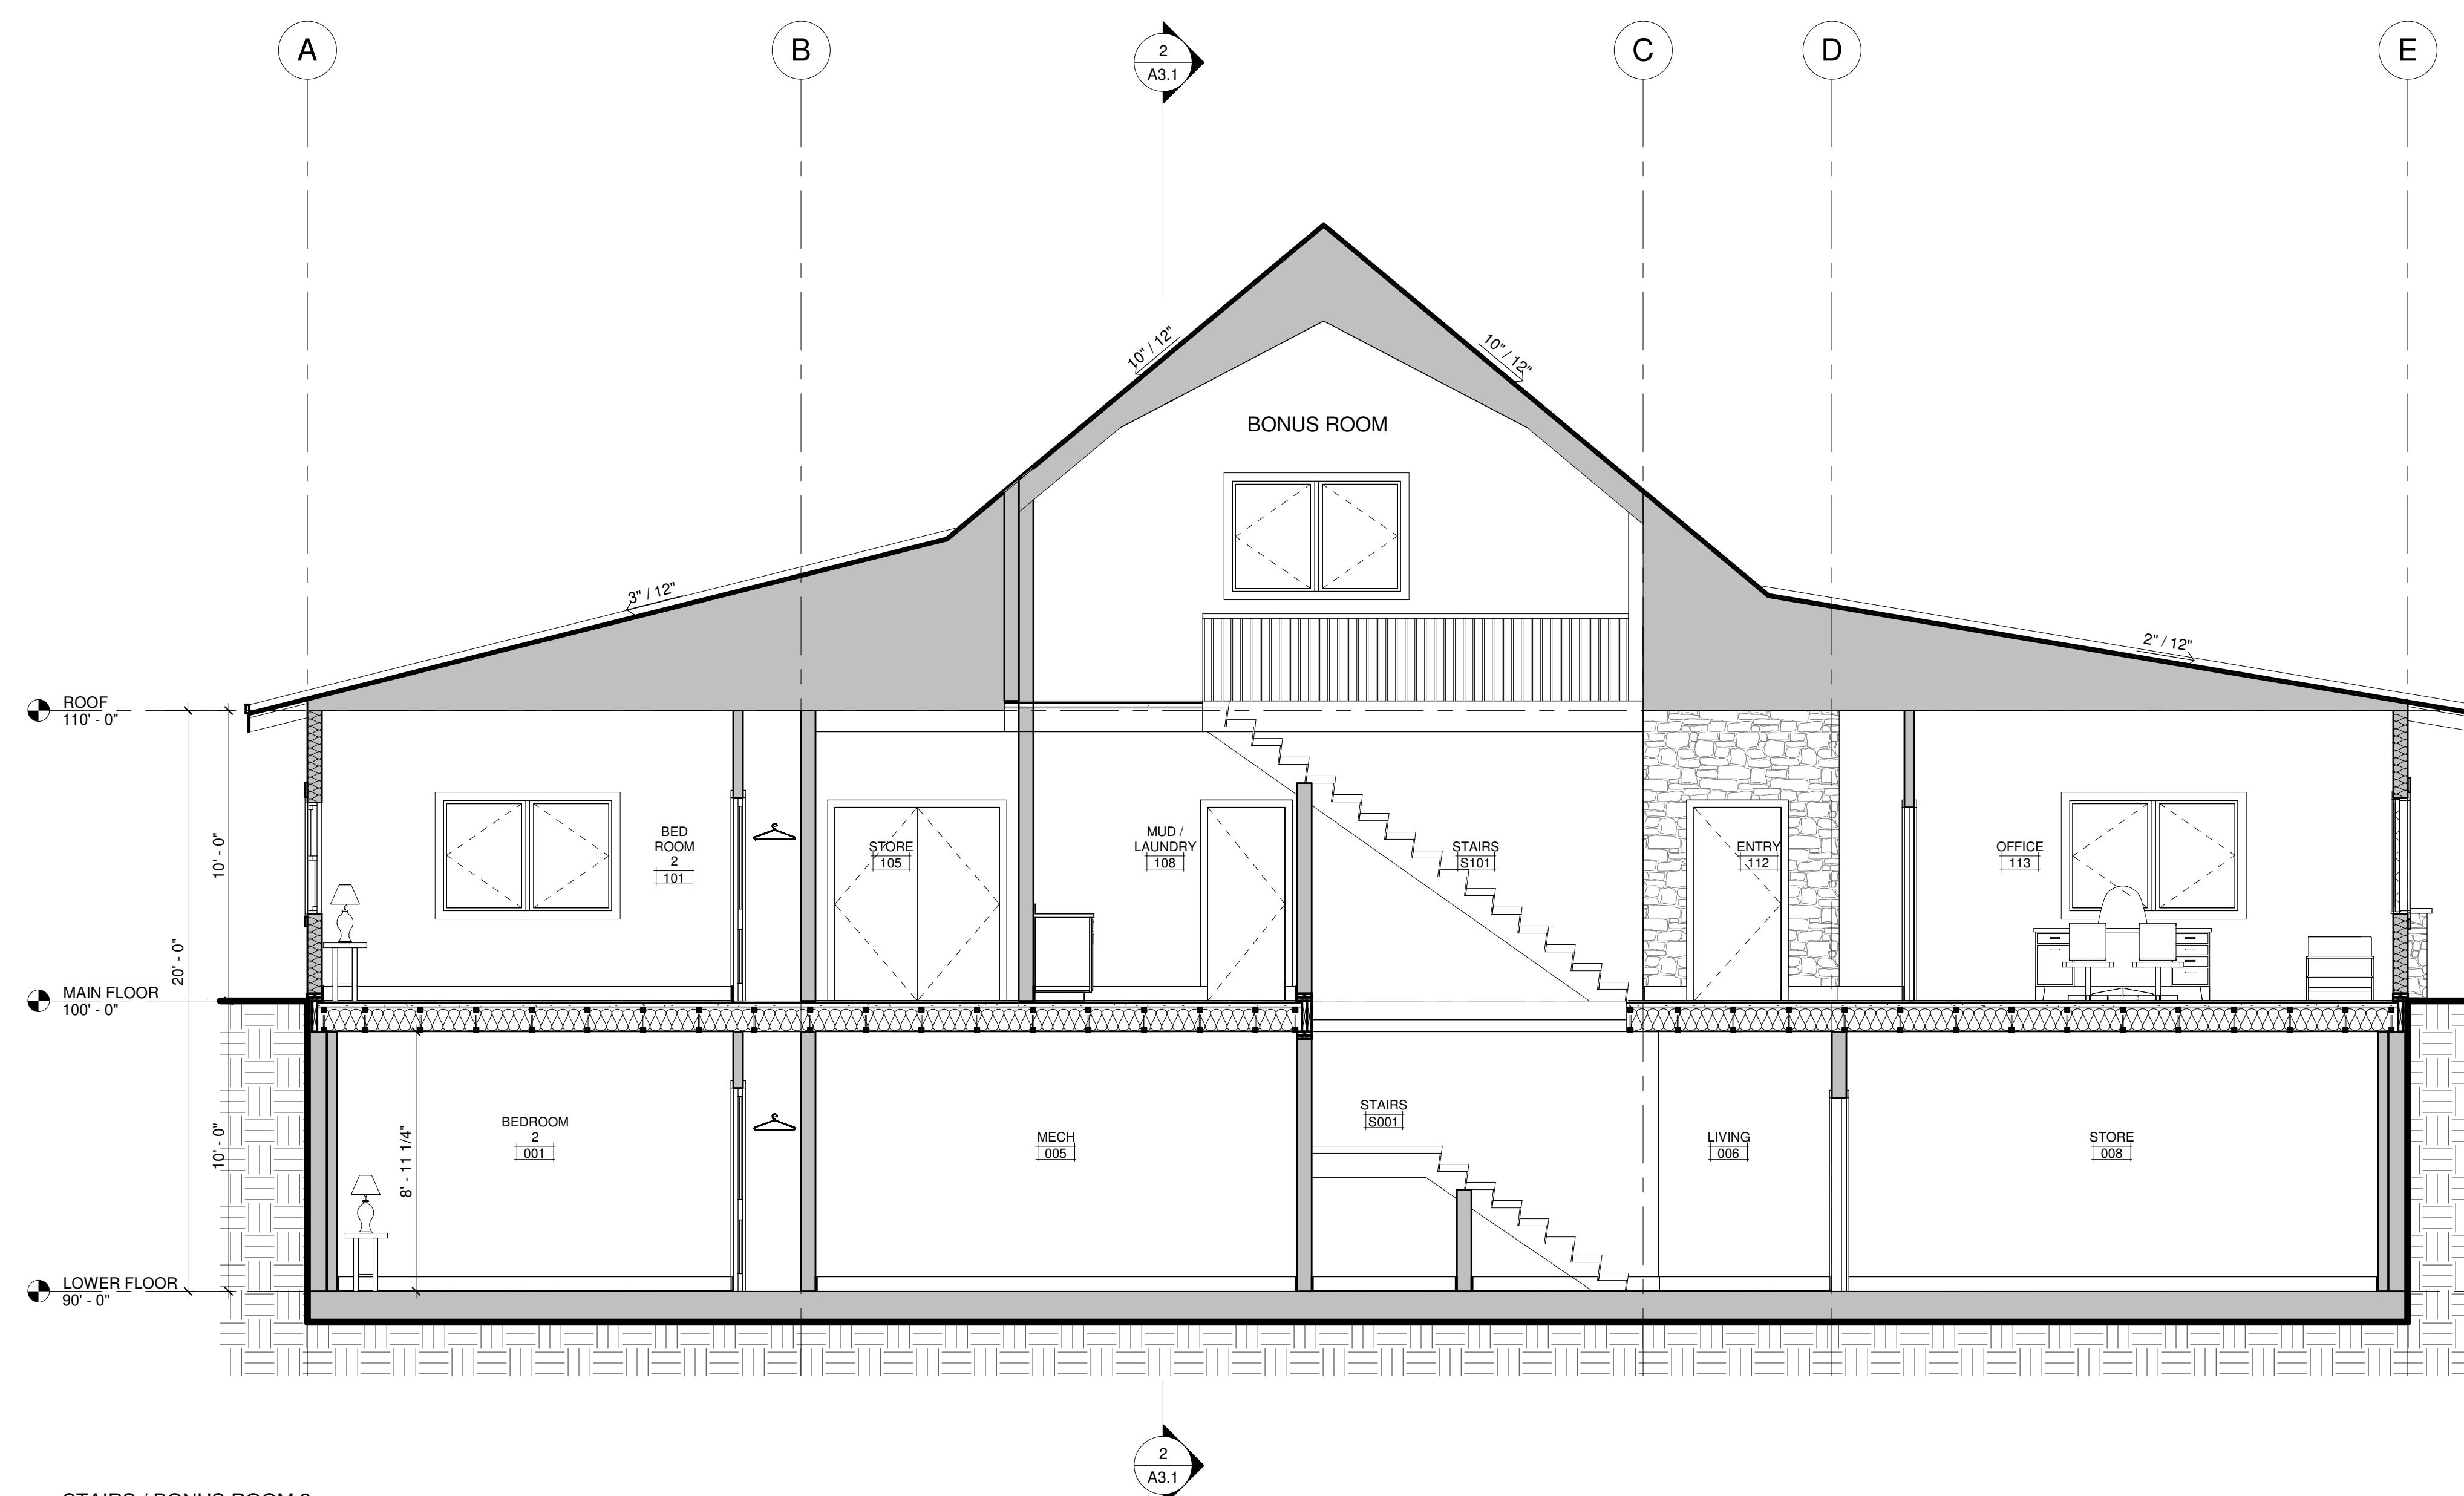 A
B
2
A3.1
C
D
E
10" / 12"
10" / 12"
BONUS ROOM
3" / 12"
2" / 12"
ROOF
110' - 0"
BED
ROOM
2
101
STORE
105
MUD /
LAUNDRY
108
STAIRS
S101
ENTRY
112
OFFICE
113
10' - 0"
20' - 0"
MAIN FLOOR
100' - 0"
BEDROOM
2
001
MECH
005
STAIRS
S001
LIVING
006
STORE
008
10' - 0"
8' - 11 1/4"
LOWER FLOOR
90' - 0"
2
A3.1
STAIRS / BONUS ROOM